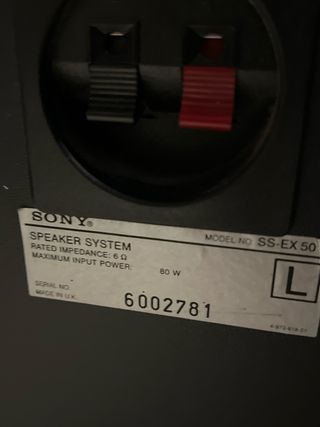 SONY®
SPEAKER SYSTEM MODEL NO. SS-EX 50
RATED IMPEDANCE: 6 Ω
MAXIMUM INPUT POWER: 80 W
L
SERIAL NO. 6002781
MADE IN U.K.